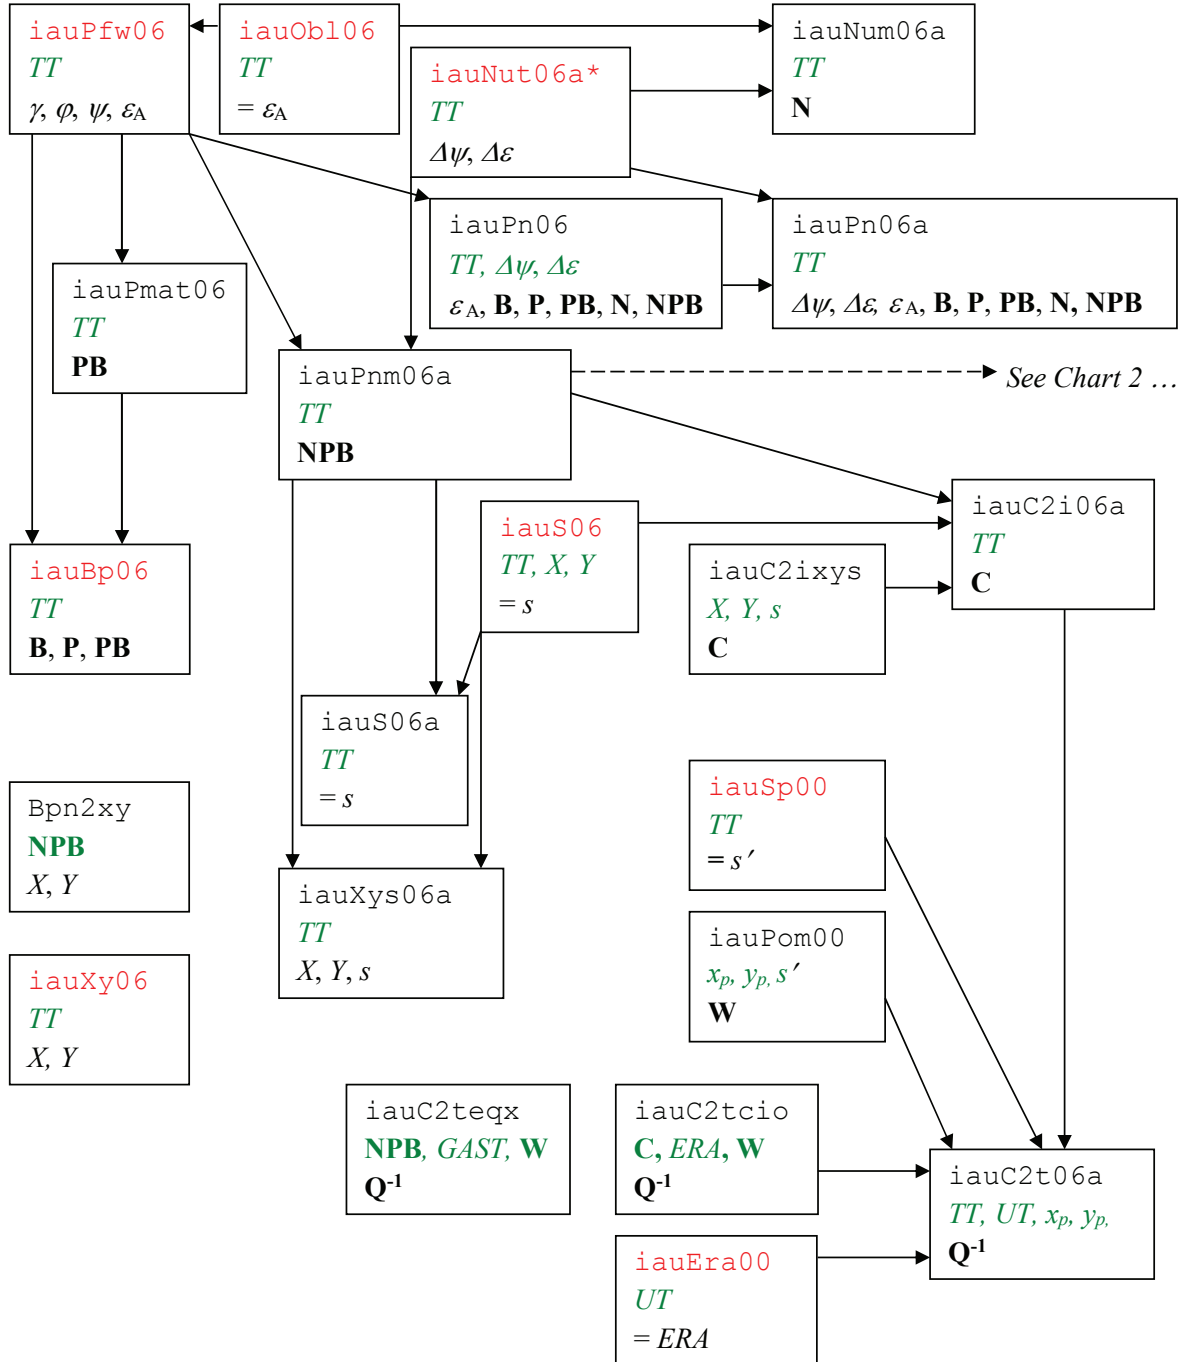 iauPfw06
TT
γ, φ, ψ, εA
iauObl06
TT
= εA
iauNut06a*
TT
Δψ, Δε
iauNum06a
TT
N
iauPn06
TT, Δψ, Δε
εA, B, P, PB, N, NPB
iauPn06a
TT
Δψ, Δε, εA, B, P, PB, N, NPB
iauPmat06
TT
PB
iauPnm06a
TT
NPB
See Chart 2 …
iauS06
TT, X, Y
= s
iauC2i06a
TT
C
iauC2ixys
X, Y, s
C
iauBp06
TT
B, P, PB
iauS06a
TT
= s
iauSp00
TT
= s′
Bpn2xy
NPB
X, Y
iauXys06a
TT
X, Y, s
iauPom00
xp, yp, s′
W
iauXy06
TT
X, Y
iauC2teqx
NPB, GAST, W
Q-1
iauC2tcio
C, ERA, W
Q-1
iauC2t06a
TT, UT, xp, yp,
Q-1
iauEra00
UT
= ERA